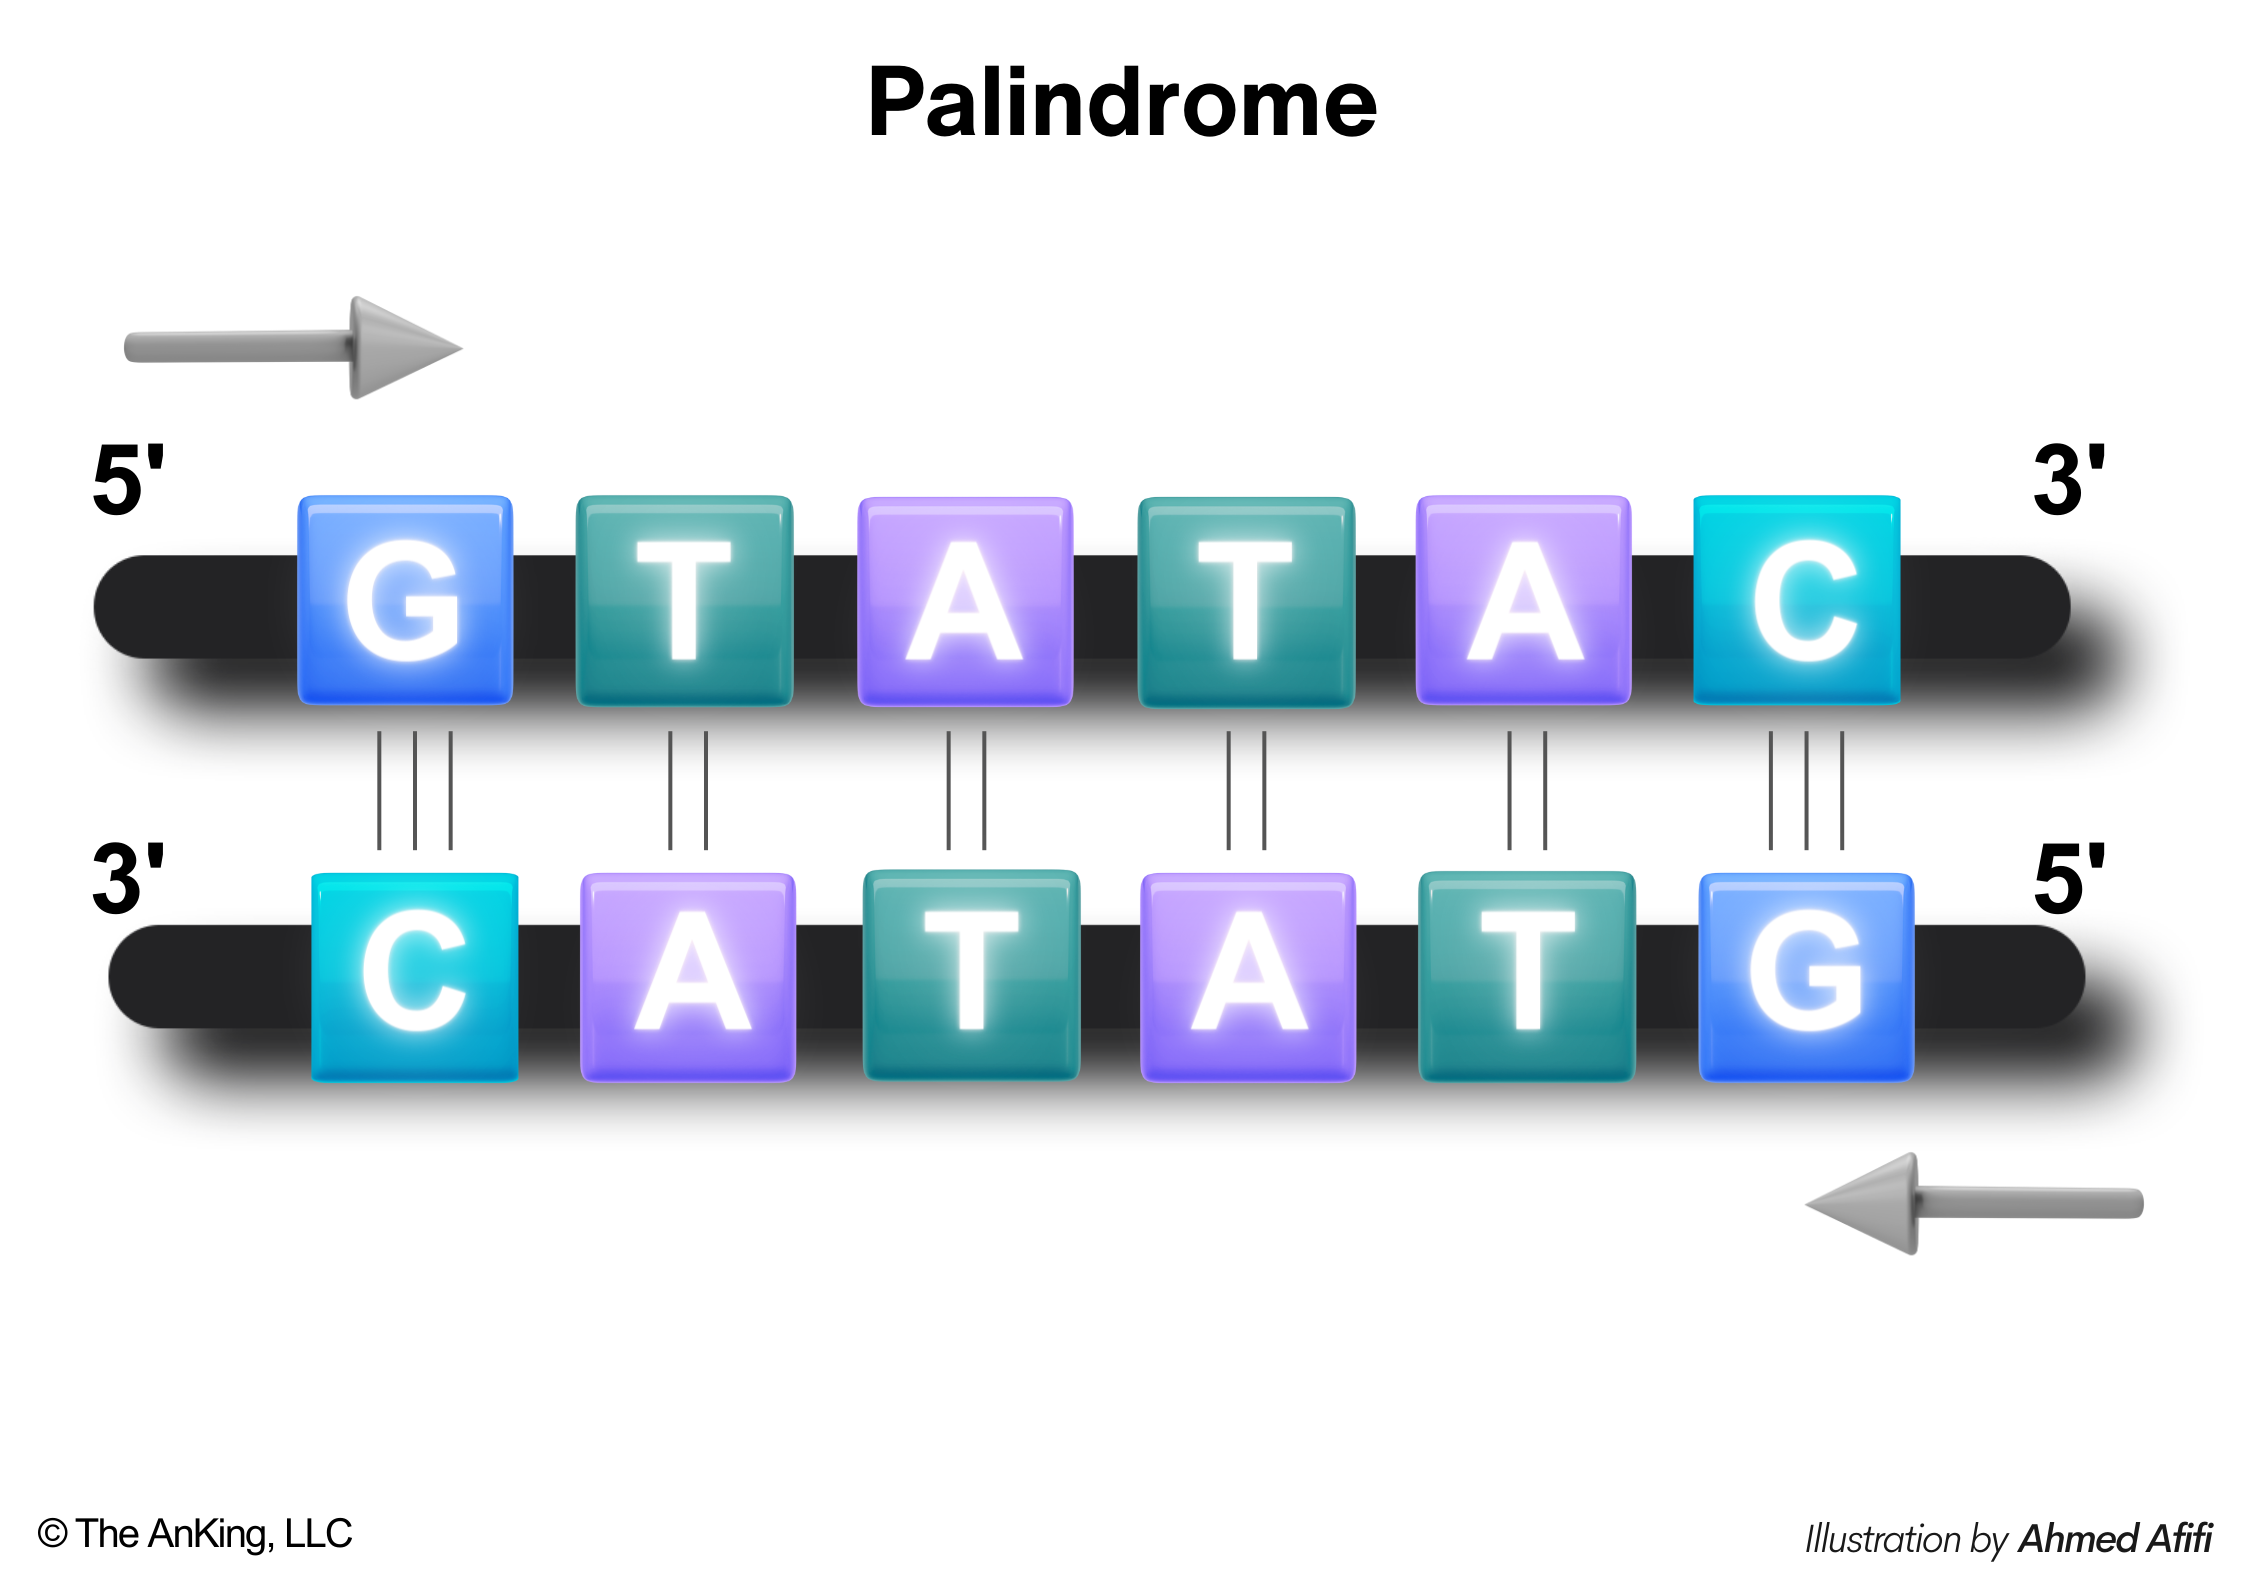 Palindrome
5' 3'
G T A T A C
3' 5'
C A T A T G
© The AnKing, LLC
Illustration by Ahmed Afifi